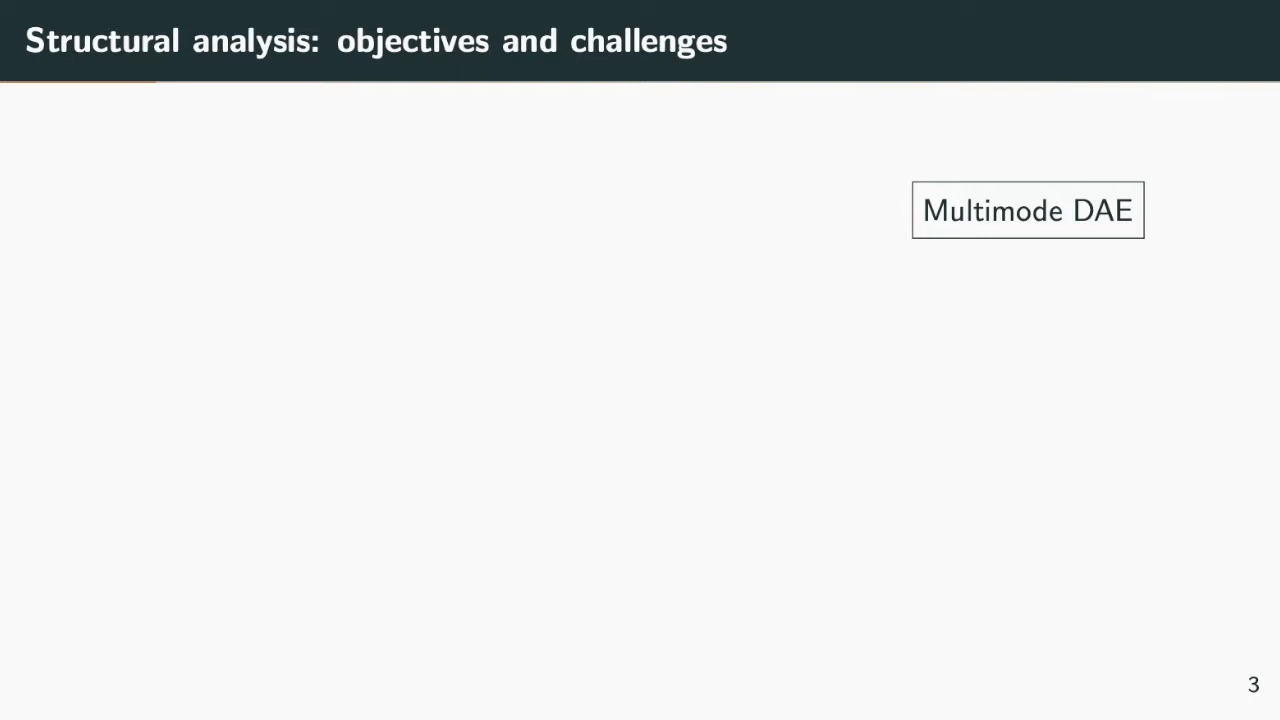 Structural analysis: objectives and challenges
Multimode DAE
3